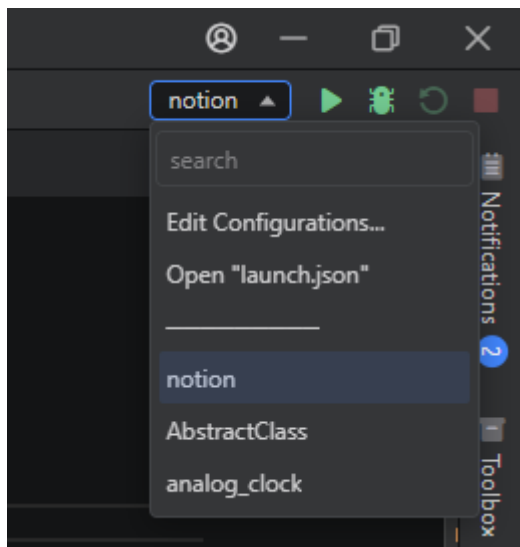 notion
search
Edit Configurations...
Open "launch.json"
notion
AbstractClass
analog_clock
Notifications 2
Toolbox